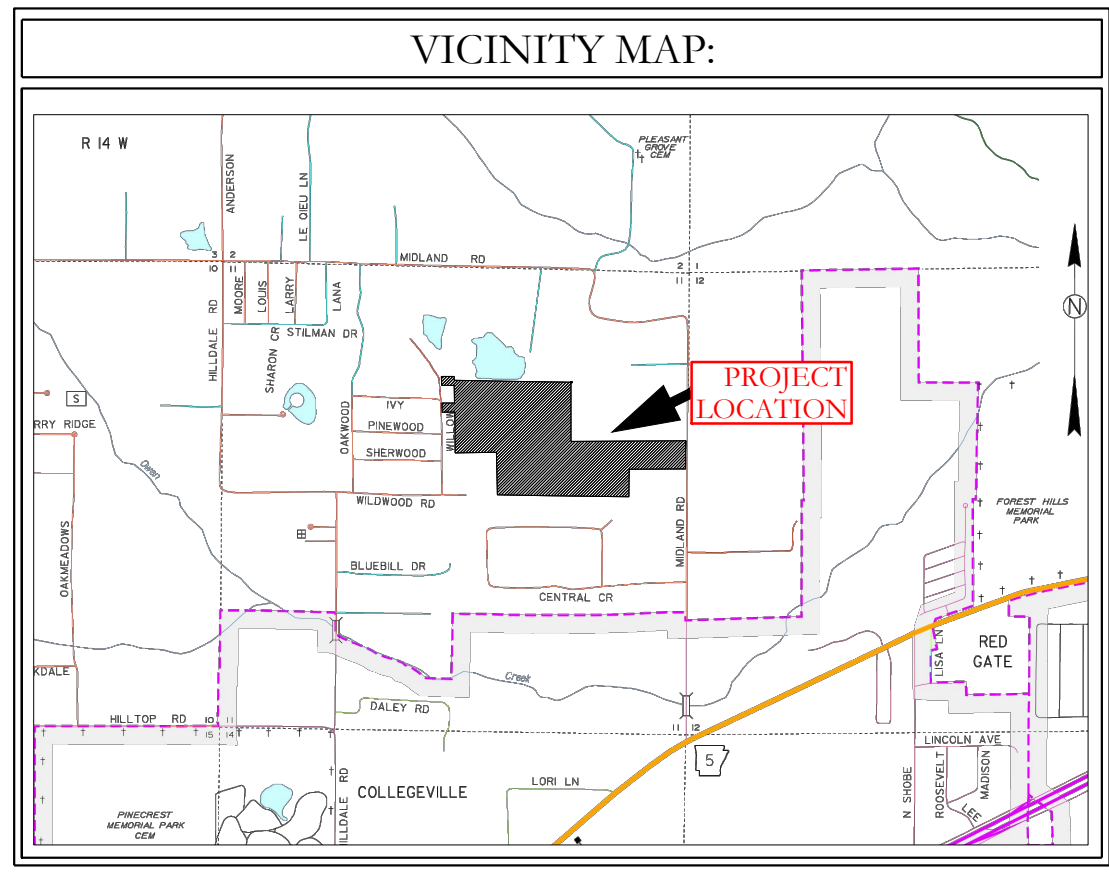 VICINITY MAP:
R 14 W
PLEASANT
GROVE
CEM
ANDERSON
LE QIEU LN
3 2
10 11
MIDLAND RD
2 1
11 12
HILLDALE RD
MOORE
LOUIS
LARRY
LANA
STILMAN DR
SHARON CR
N
PROJECT
LOCATION
S
RRY RIDGE
OAKWOOD
IVY
PINEWOOD
SHERWOOD
WILLOW
WILDWOOD RD
Owen
OAKMEADOWS
MIDLAND RD
FOREST HILLS
MEMORIAL
PARK
BLUEBILL DR
CENTRAL CR
LISA LN
RED
GATE
Creek
KDALE
DALEY RD
HILLTOP RD
10 11
15 14
11 12
5
LINCOLN AVE
HILLDALE RD
COLLEGEVILLE
LORI LN
N SHOBE
ROOSEVELT
MADISON
LEE
PINECREST
MEMORIAL PARK
CEM